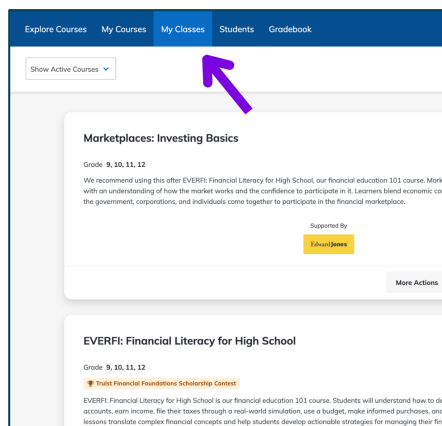 Explore Courses My Courses My Classes Students Gradebook
Show Active Courses
Marketplaces: Investing Basics
Grade 9, 10, 11, 12
We recommend using this after EVERFI: Financial Literacy for High School, our financial education 101 course.
with an understanding of how the market works and the confidence to participate in it. Learners blend economic
the government, corporations, and individuals come together to participate in the financial marketplace.
Supported By
Edward Jones
More Actions
EVERFI: Financial Literacy for High School
Grade 9, 10, 11, 12
Truist Financial Foundations Scholarship Contest
EVERFI: Financial Literacy for High School is our financial education 101 course. Students will understand how to
accounts, earn income, file their taxes through a real-world simulation, use a budget, make informed purchases, and
lessons translate complex financial concepts and help students develop actionable strategies for managing their